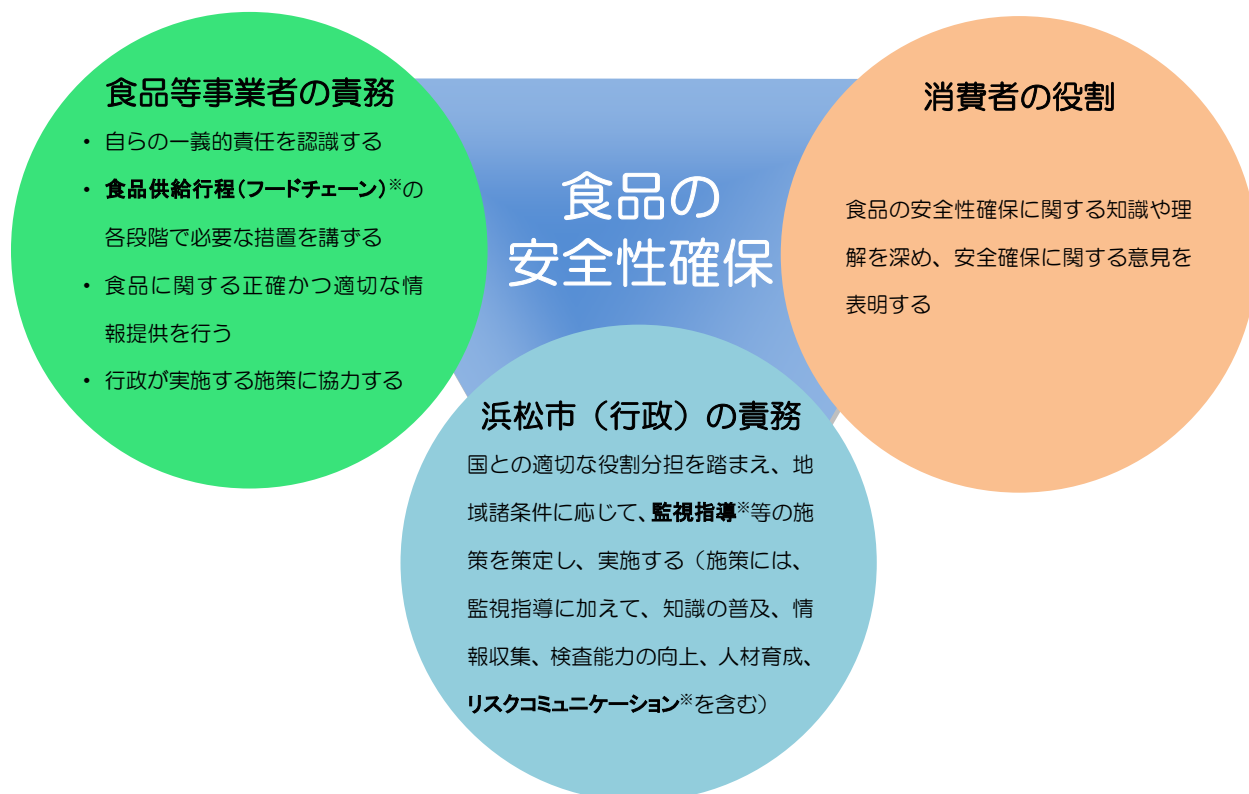 食品等事業者の責務
・ 自らの一義的責任を認識する
・ 食品供給行程(フードチェーン)※の
各段階で必要な措置を講ずる
・ 食品に関する正確かつ適切な情
報提供を行う
・ 行政が実施する施策に協力する
食品の
安全性確保
消費者の役割
食品の安全性確保に関する知識や理
解を深め、安全確保に関する意見を
表明する
浜松市（行政）の責務
国との適切な役割分担を踏まえ、地
域諸条件に応じて、監視指導※等の施
策を策定し、実施する（施策には、
監視指導に加えて、知識の普及、情
報収集、検査能力の向上、人材育成、
リスクコミュニケーション※を含む）